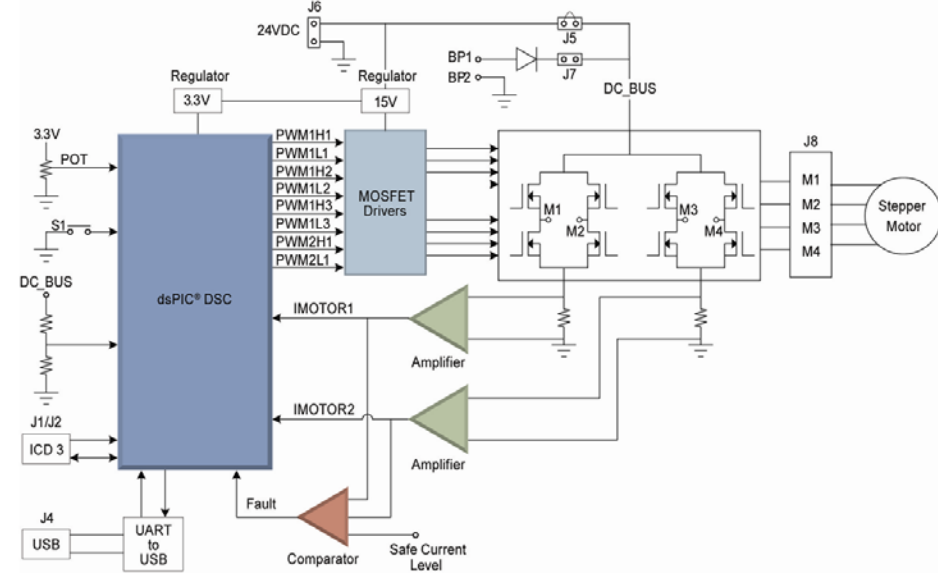 J6
24VDC
J5
BP1
J7
BP2
DC_BUS
Regulator
3.3V
Regulator
15V
3.3V
POT
S1
DC_BUS
J1/J2
ICD 3
J4
USB
UART
to
USB
dsPIC® DSC
PWM1H1
PWM1L1
PWM1H2
PWM1L2
PWM1H3
PWM1L3
PWM2H1
PWM2L1
MOSFET
Drivers
M1
M2
M3
M4
J8
M1
M2
M3
M4
Stepper
Motor
IMOTOR1
Amplifier
IMOTOR2
Amplifier
Fault
Comparator
Safe Current
Level